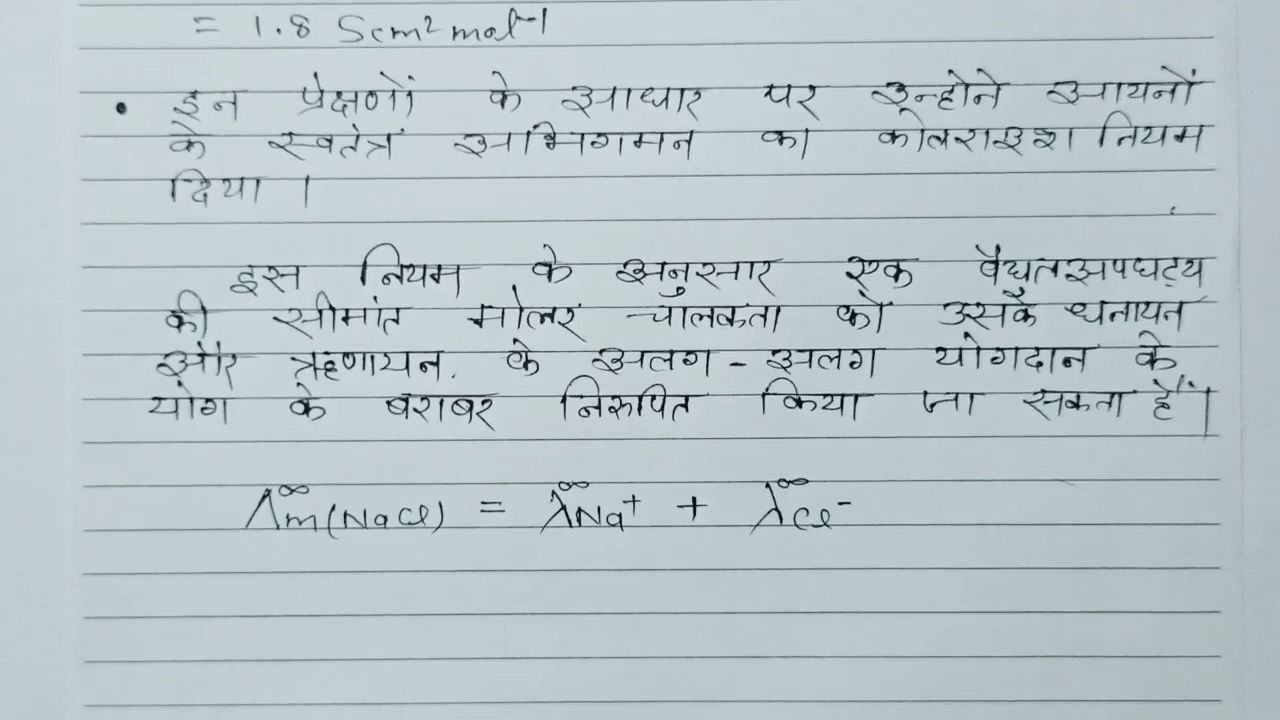 = 1.8 Scm² mol⁻¹
• इन प्रेक्षणों के आधार पर उन्होने आयनों
के स्वतंत्र अभिगमन का कोलराइश नियम
दिया ।
इस नियम के अनुसार एक वैद्युतअपघट्य
की सीमांत मोलर चालकता को उसके धनायन
और ऋणायन. के अलग - अलग योगदान के
योग के बराबर निरुपित किया जा सकता हैं।
Λ∞m(NaCl) = λ∞Na⁺ + λ∞Cl⁻